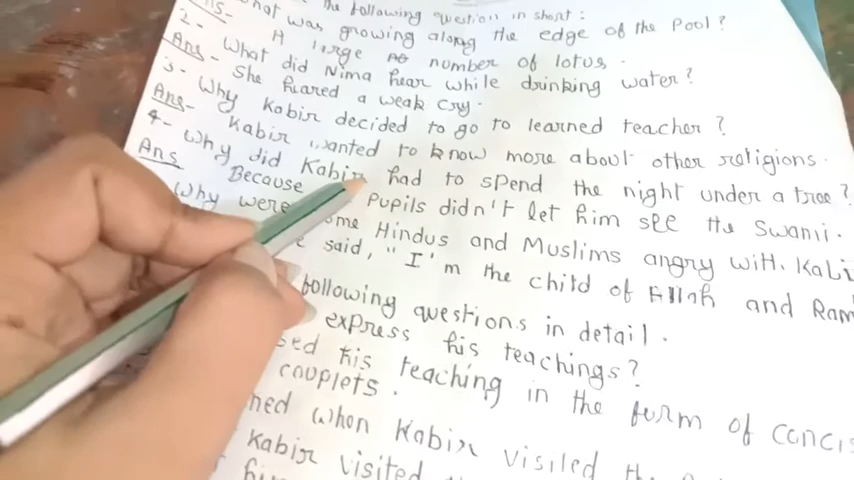 the following question in short :
what was growing along the edge of the Pool ?
Ans- A large number of lotus .
2- What did Nima hear while drinking water ?
Ans- She heared a weak cry .
3- Why Kabir decided to go to learned teacher ?
Ans- Kabir wanted to know more about other religions .
4- Why did Kabir had to spend the night under a tree ?
Ans Because Pupils didn't let him see the Swami .
Why were some Hindus and Muslims angry with Kabi
said, "I'm the child of Allah and Ram
following questions in detail .
express his teachings ?
his teaching in the form of concis
couplets .
when Kabir visited the
Kabir visited
him